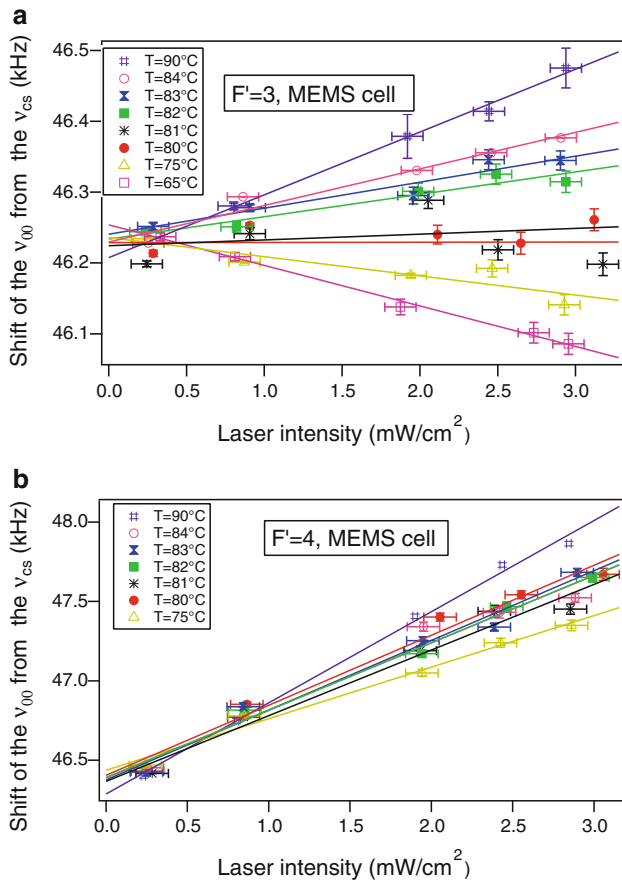 a
Shift of the ν00 from the νcs (kHz)
46.5
46.4
46.3
46.2
46.1
T=90°C
T=84°C
T=83°C
T=82°C
T=81°C
T=80°C
T=75°C
T=65°C
F'=3, MEMS cell
0.0 0.5 1.0 1.5 2.0 2.5 3.0
Laser intensity (mW/cm²)
b
Shift of the ν00 from the νcs (kHz)
48.0
47.5
47.0
46.5
T=90°C
T=84°C
T=83°C
T=82°C
T=81°C
T=80°C
T=75°C
F'=4, MEMS cell
0.0 0.5 1.0 1.5 2.0 2.5 3.0
Laser intensity (mW/cm²)